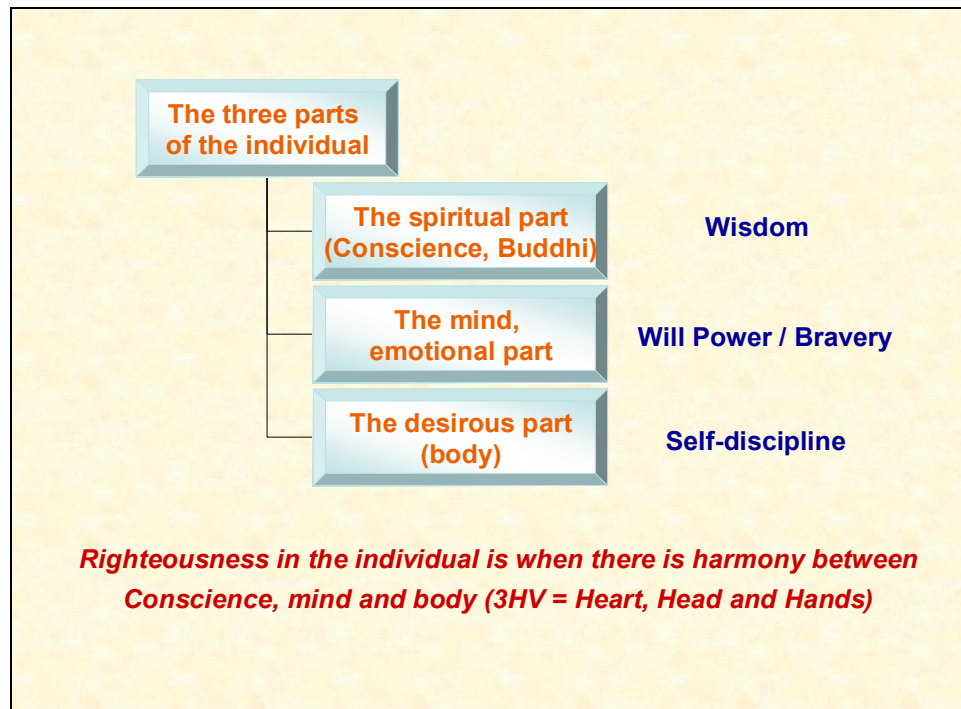 The three parts
of the individual
The spiritual part
(Conscience, Buddhi)
Wisdom
The mind,
emotional part
Will Power / Bravery
The desirous part
(body)
Self-discipline
Righteousness in the individual is when there is harmony between
Conscience, mind and body (3HV = Heart, Head and Hands)